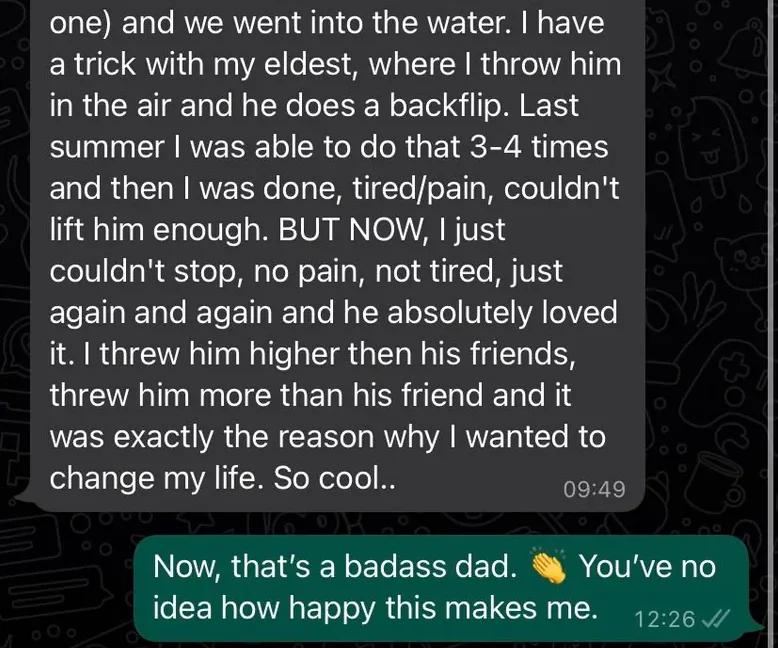 one) and we went into the water. I have
a trick with my eldest, where I throw him
in the air and he does a backflip. Last
summer I was able to do that 3-4 times
and then I was done, tired/pain, couldn't
lift him enough. BUT NOW, I just
couldn't stop, no pain, not tired, just
again and again and he absolutely loved
it. I threw him higher then his friends,
threw him more than his friend and it
was exactly the reason why I wanted to
change my life. So cool..
09:49
Now, that’s a badass dad. 👏 You’ve no
idea how happy this makes me.
12:26